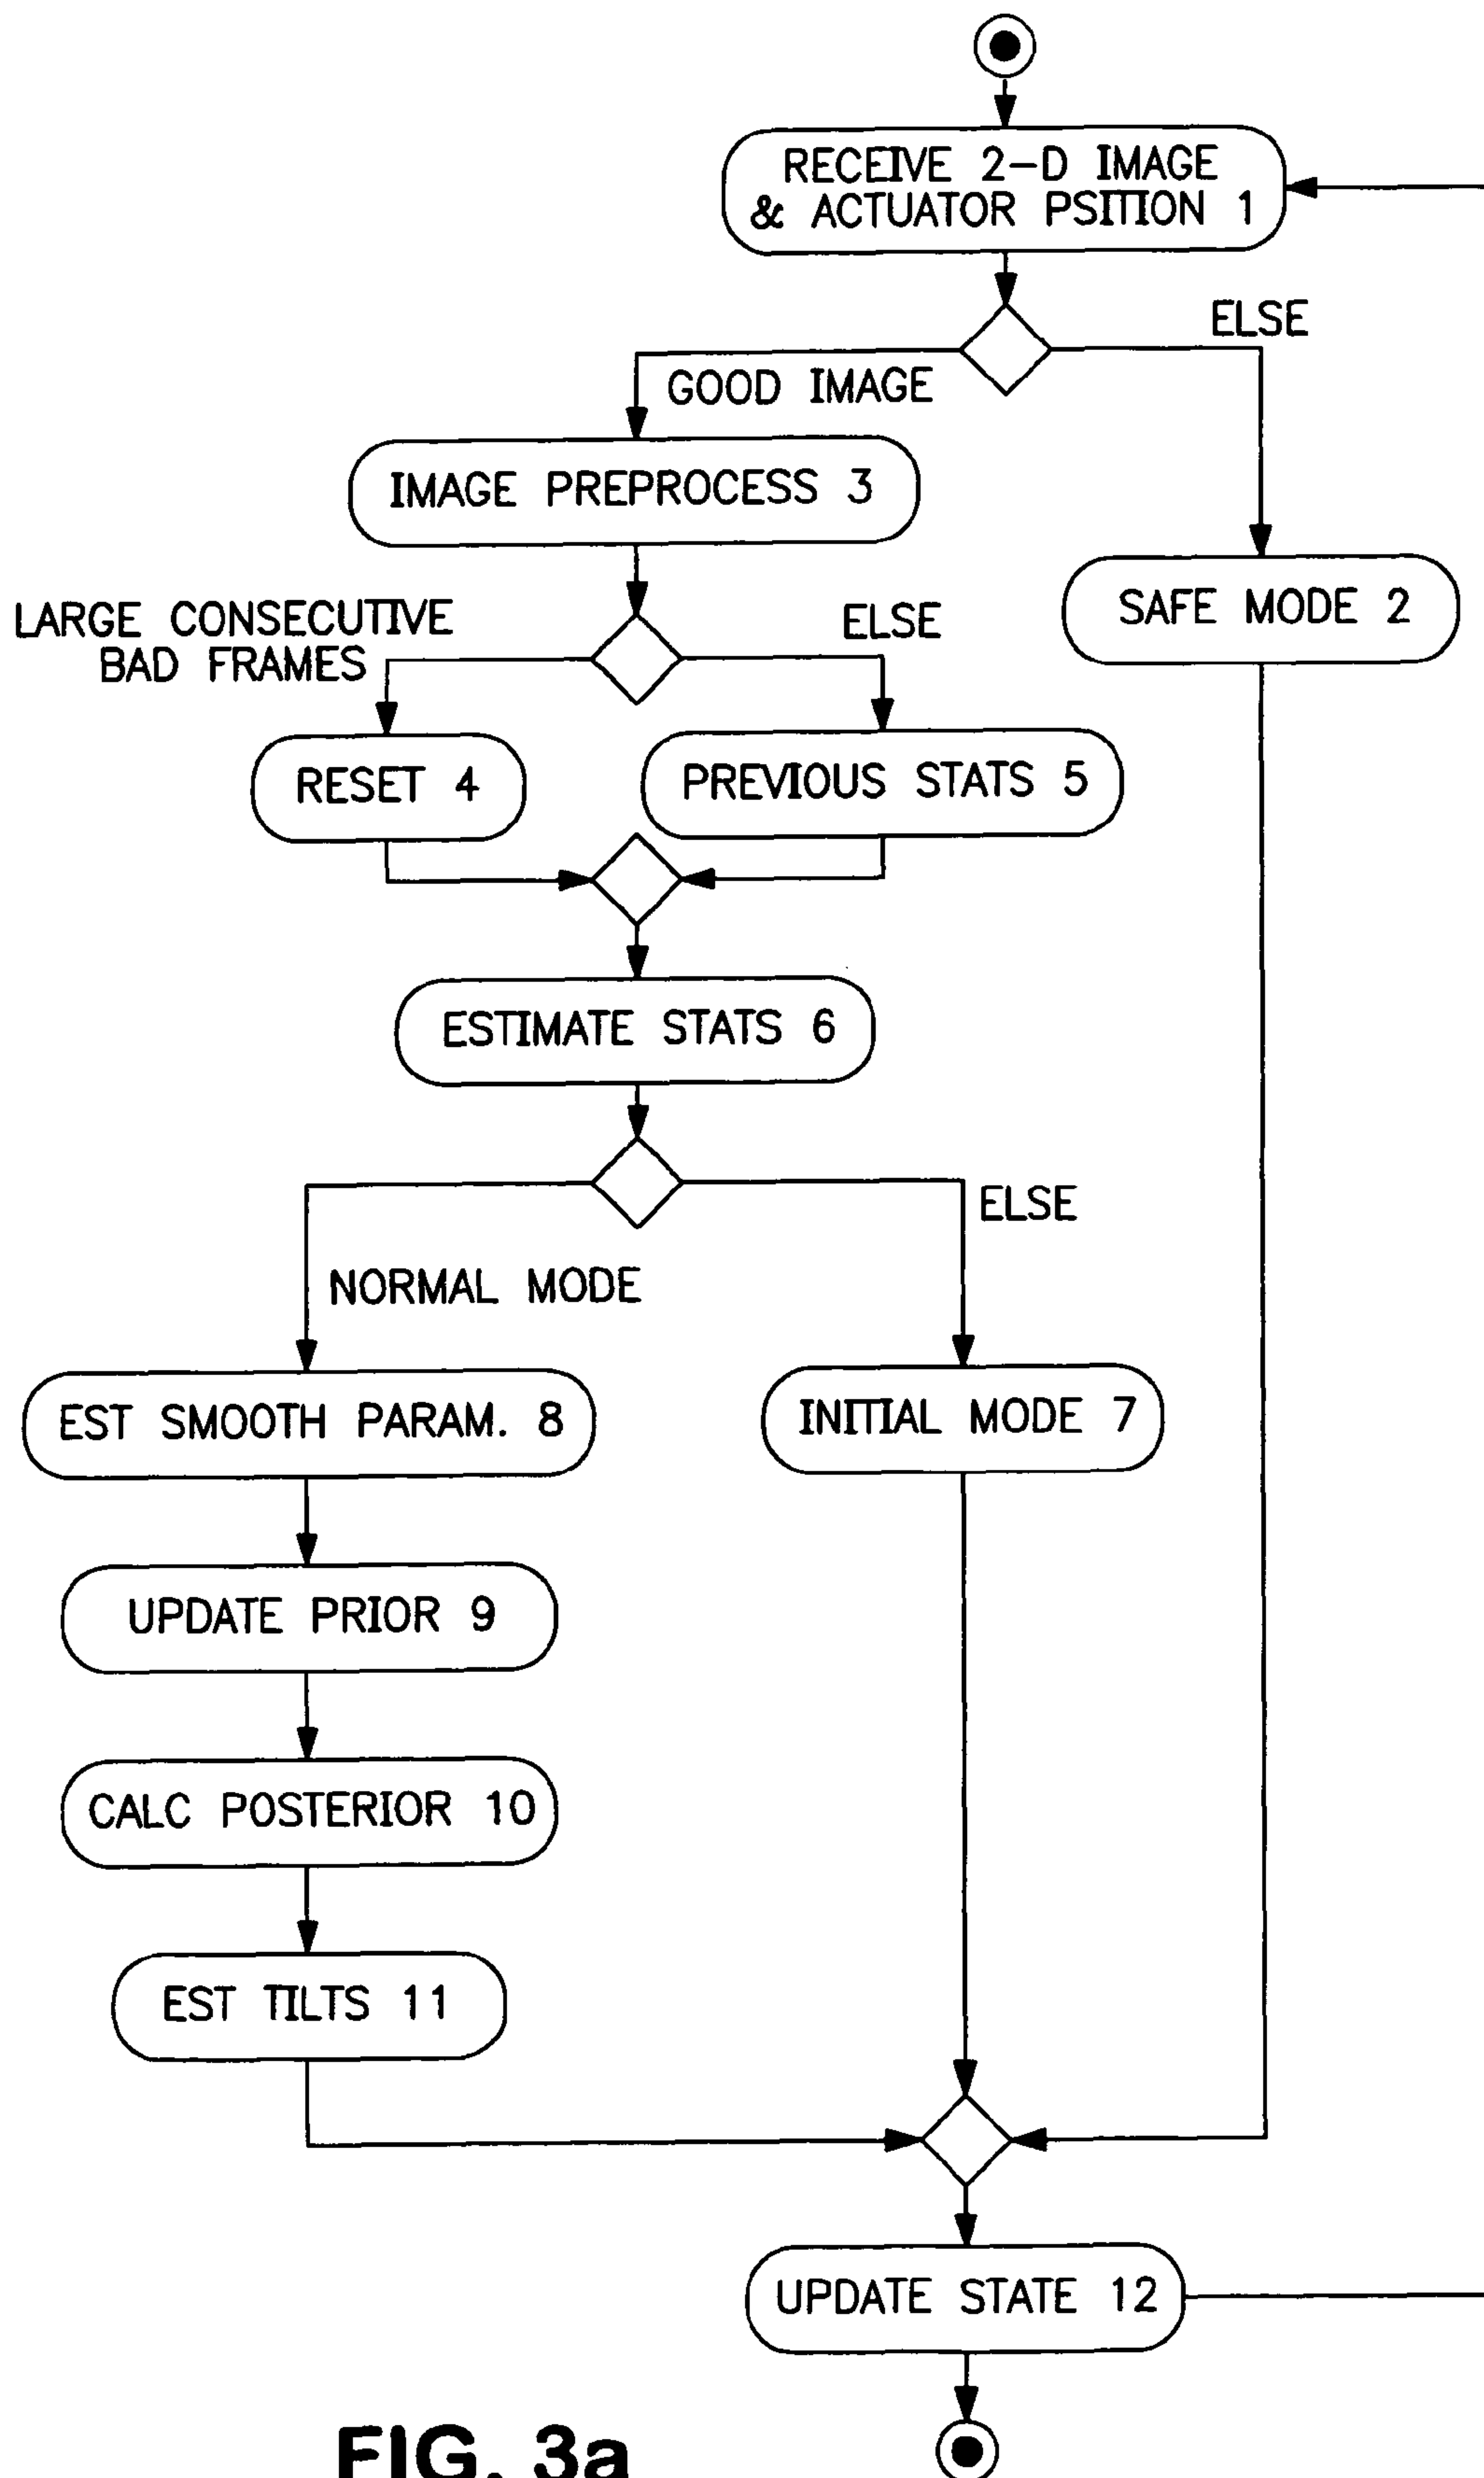 RECEIVE 2-D IMAGE
& ACTUATOR PSITION 1
ELSE
GOOD IMAGE
IMAGE PREPROCESS 3
SAFE MODE 2
LARGE CONSECUTIVE
BAD FRAMES
ELSE
RESET 4
PREVIOUS STATS 5
ESTIMATE STATS 6
ELSE
NORMAL MODE
EST SMOOTH PARAM. 8
INITIAL MODE 7
UPDATE PRIOR 9
CALC POSTERIOR 10
EST TILTS 11
UPDATE STATE 12
FIG. 3a